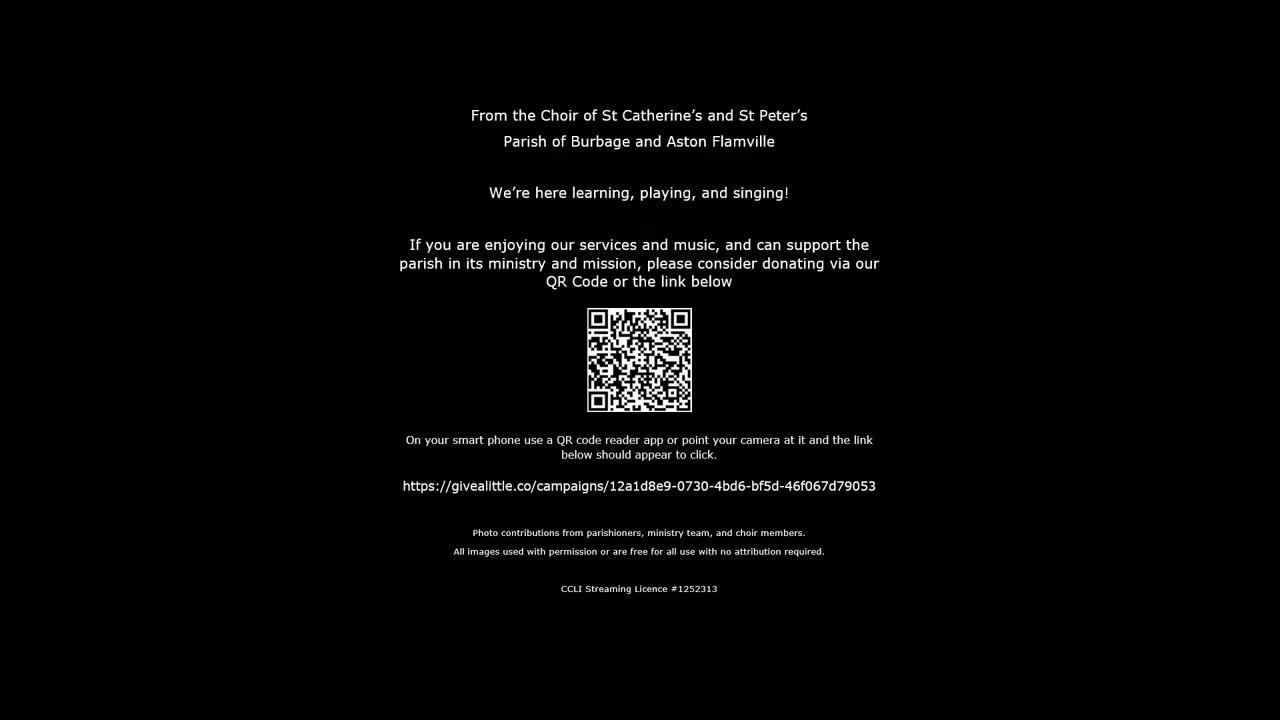 From the Choir of St Catherine’s and St Peter’s
Parish of Burbage and Aston Flamville
We’re here learning, playing, and singing!
If you are enjoying our services and music, and can support the
parish in its ministry and mission, please consider donating via our
QR Code or the link below
On your smart phone use a QR code reader app or point your camera at it and the link
below should appear to click.
https://givealittle.co/campaigns/12a1d8e9-0730-4bd6-bf5d-46f067d79053
Photo contributions from parishioners, ministry team, and choir members.
All images used with permission or are free for all use with no attribution required.
CCLI Streaming Licence #1252313